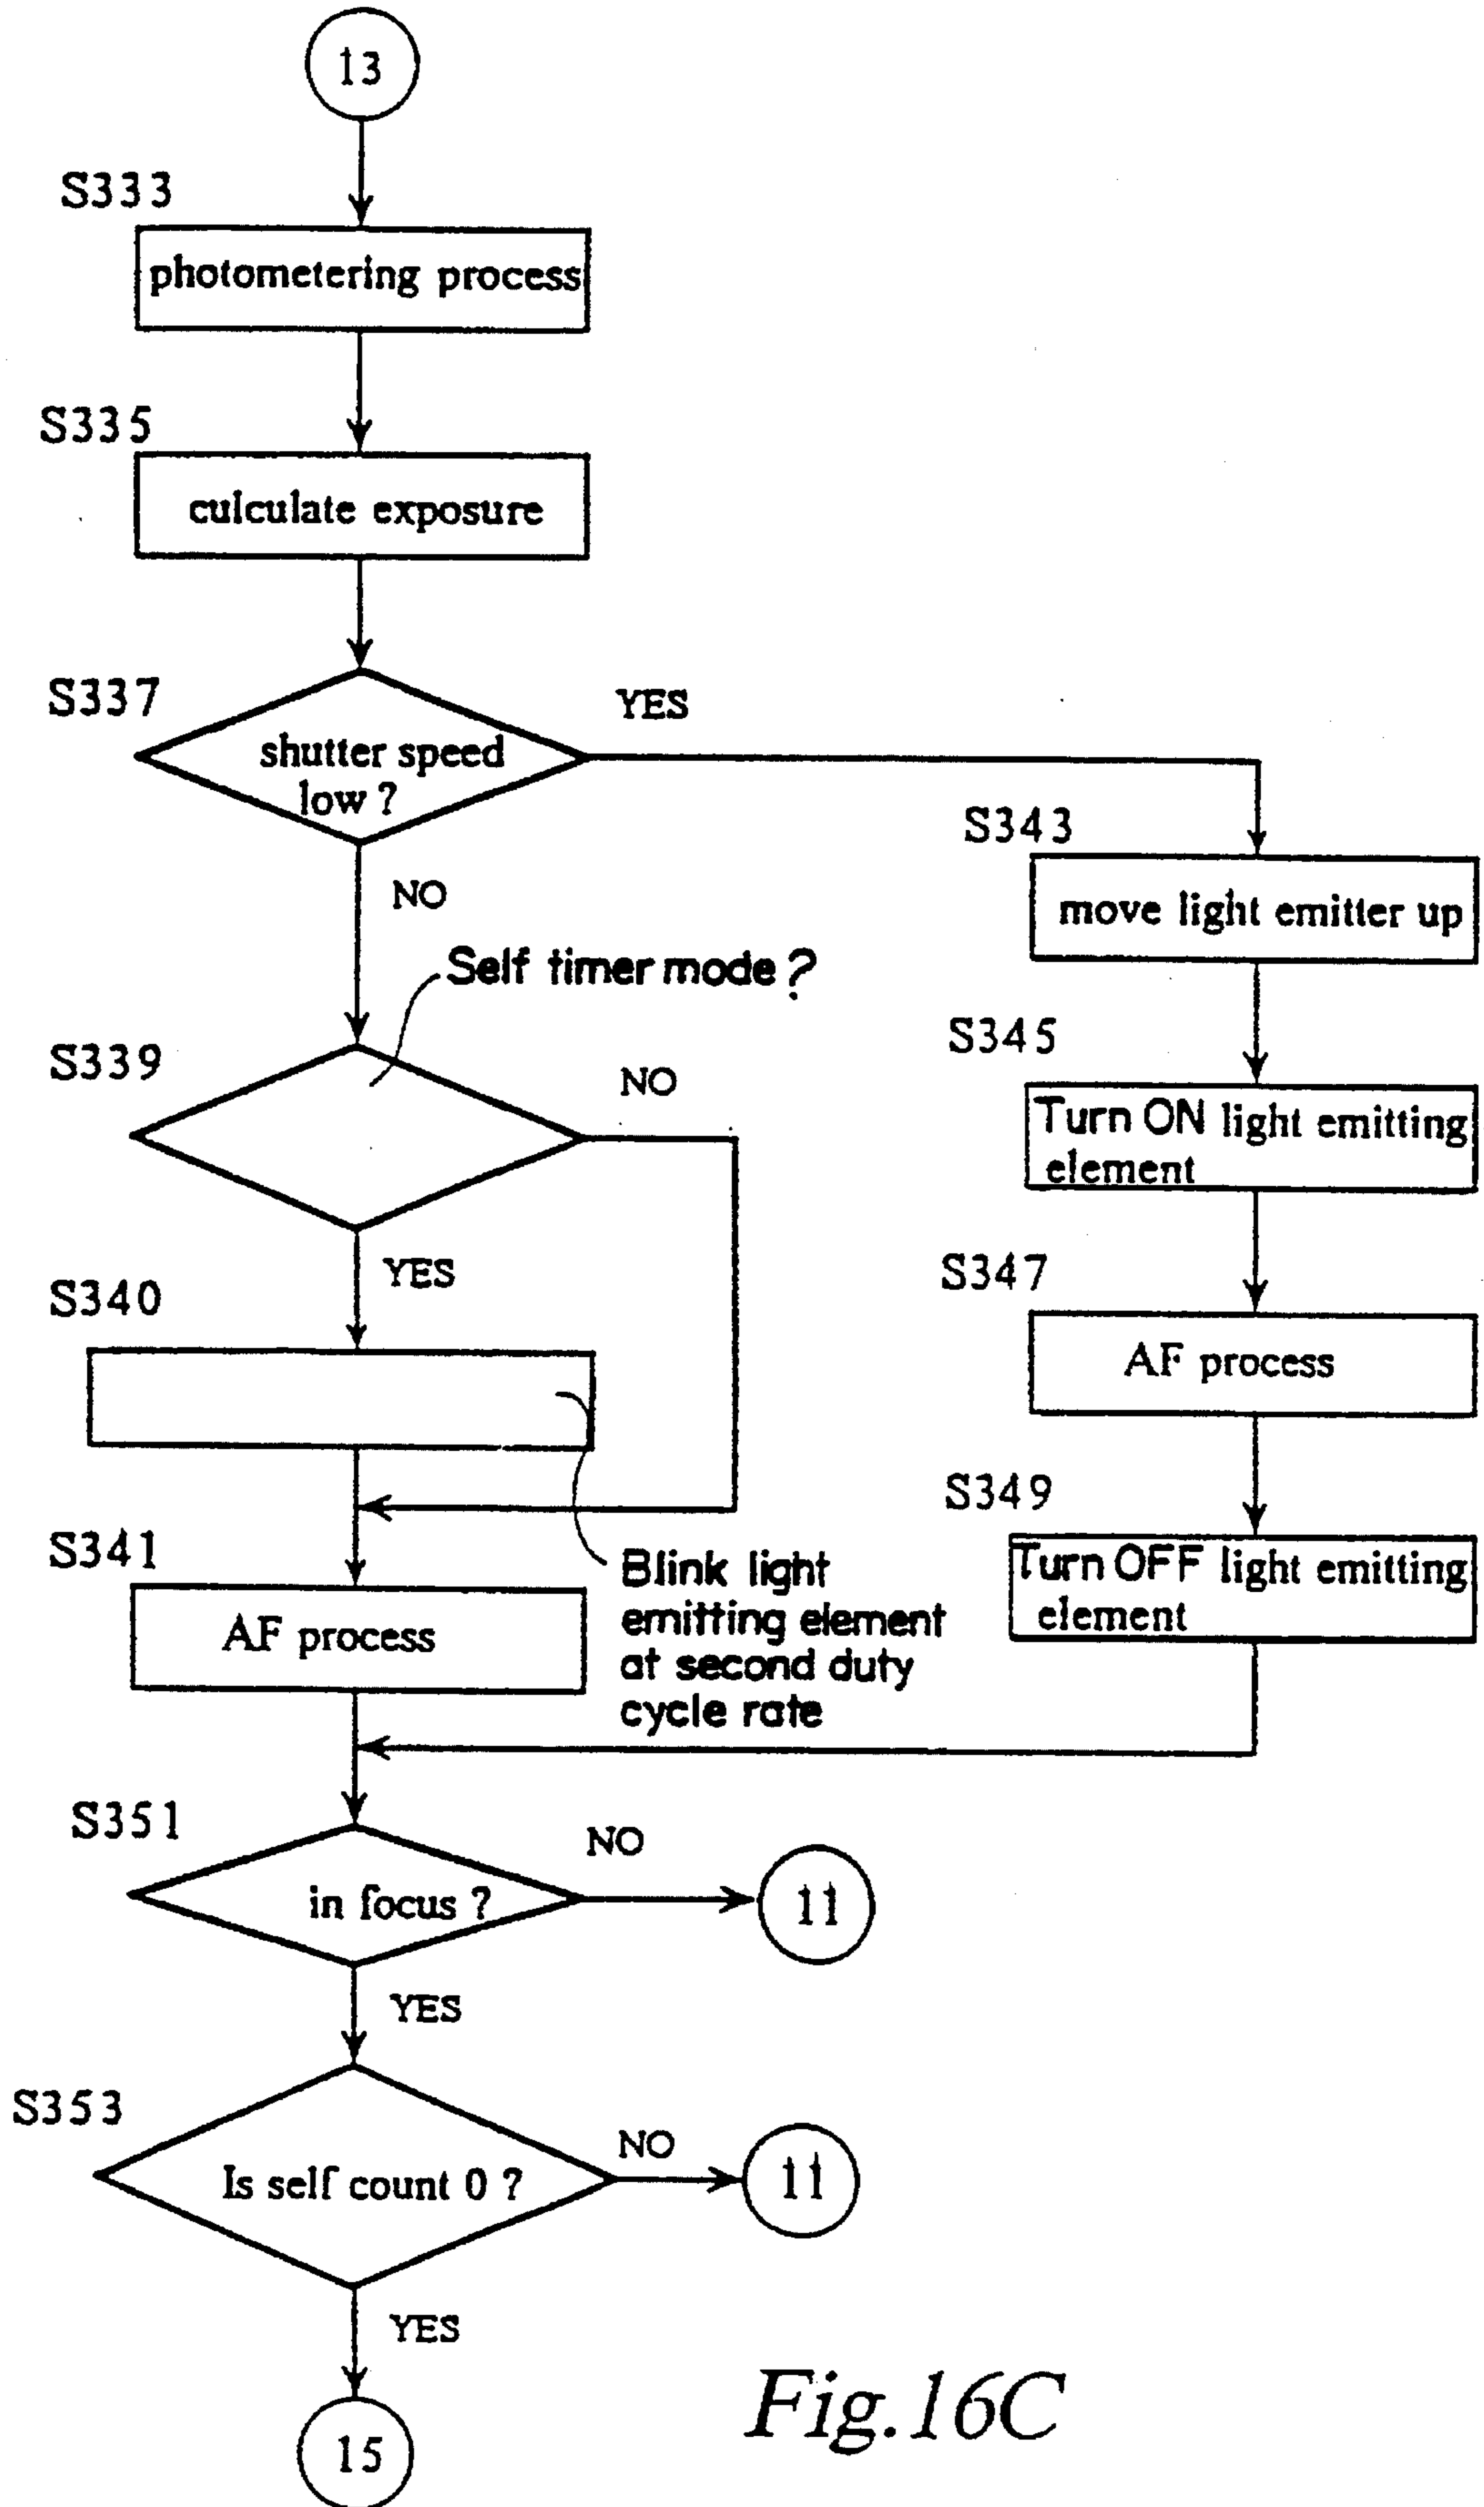 13
S333
photometering process
S335
culculate exposure
S337
shutter speed
low ?
YES
NO
S343
move light emitter up
Self timer mode?
S339
NO
S345
Turn ON light emitting
element
YES
S340
S347
AF process
S349
Turn OFF light emitting
element
S341
AF process
Blink light
emitting element
at second duty
cycle rate
S351
in focus ?
NO
11
YES
S353
Is self count 0 ?
NO
11
YES
15
Fig.16C